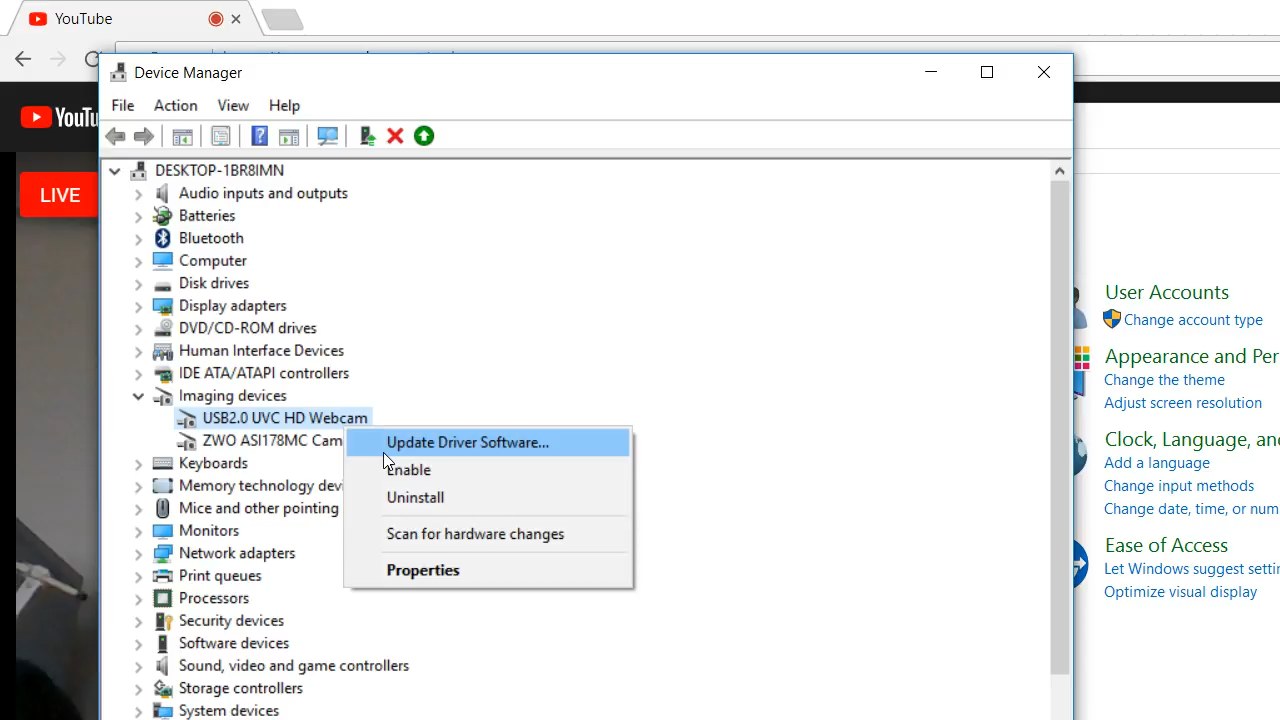 YouTube
Device Manager
File Action View Help
YouTu
LIVE
DESKTOP-1BR8IMN
Audio inputs and outputs
Batteries
Bluetooth
Computer
Disk drives
Display adapters
DVD/CD-ROM drives
Human Interface Devices
IDE ATA/ATAPI controllers
Imaging devices
USB2.0 UVC HD Webcam
ZWO ASI178MC Cam
Keyboards
Memory technology devi
Mice and other pointing
Monitors
Network adapters
Print queues
Processors
Security devices
Software devices
Sound, video and game controllers
Storage controllers
System devices
Update Driver Software...
Enable
Uninstall
Scan for hardware changes
Properties
User Accounts
Change account type
Appearance and Per
Change the theme
Adjust screen resolution
Clock, Language, an
Add a language
Change input methods
Change date, time, or num
Ease of Access
Let Windows suggest setti
Optimize visual display